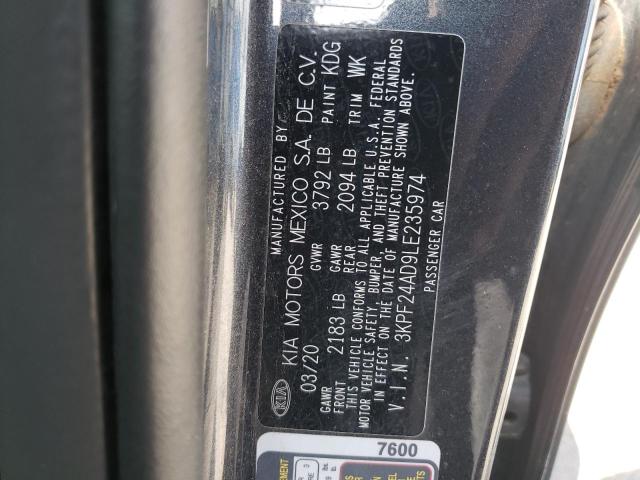 MANUFACTURED BY
KIA
KIA MOTORS MEXICO S.A. DE C.V.
03/20 GVWR 3792 LB PAINT KDG
GAWR FRONT 2183 LB GAWR REAR 2094 LB TRIM WK
THIS VEHICLE CONFORMS TO ALL APPLICABLE U.S.A. FEDERAL
MOTOR VEHICLE SAFETY, BUMPER, AND THEFT PREVENTION STANDARDS
IN EFFECT ON THE DATE OF MANUFACTURE SHOWN ABOVE.
V.I.N. 3KPF24AD9LE235974
PASSENGER CAR
7600